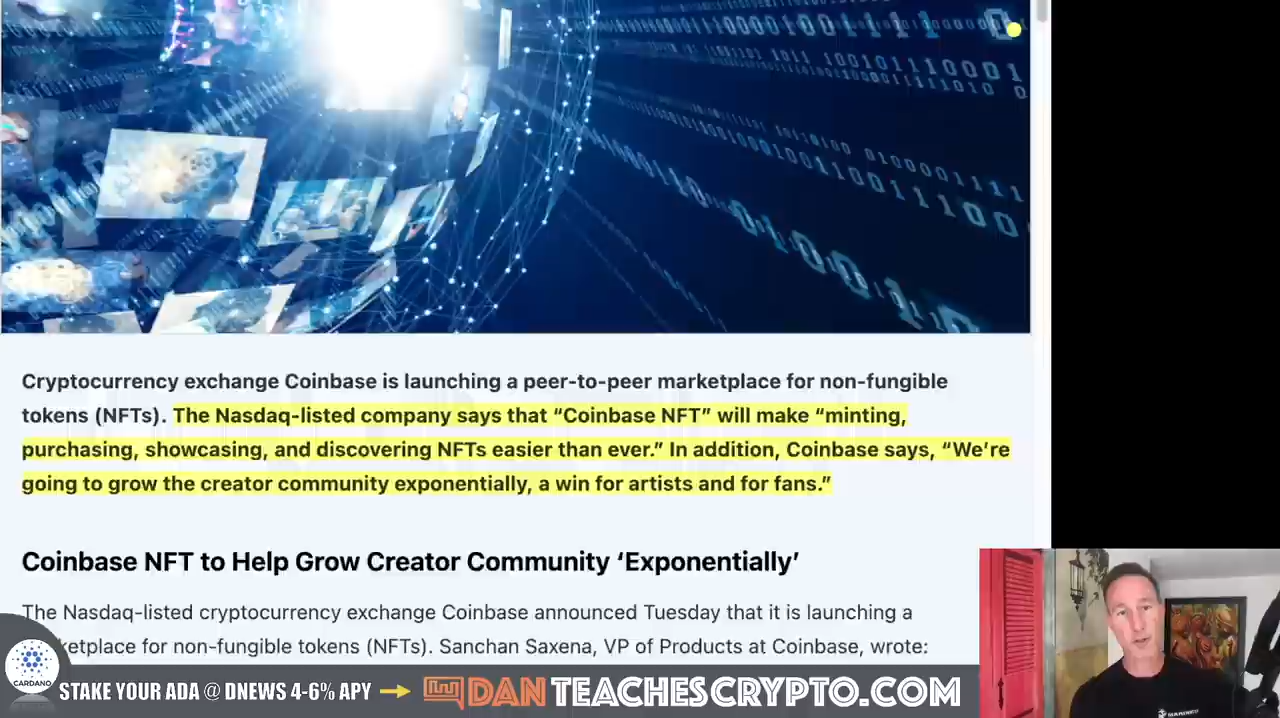 Cryptocurrency exchange Coinbase is launching a peer-to-peer marketplace for non-fungible
tokens (NFTs). The Nasdaq-listed company says that “Coinbase NFT” will make “minting,
purchasing, showcasing, and discovering NFTs easier than ever.” In addition, Coinbase says, “We’re
going to grow the creator community exponentially, a win for artists and for fans.”
Coinbase NFT to Help Grow Creator Community ‘Exponentially’
The Nasdaq-listed cryptocurrency exchange Coinbase announced Tuesday that it is launching a
for non-fungible tokens (NFTs). Sanchan Saxena, VP of Products at Coinbase, wrote:
CARDANO
STAKE YOUR ADA @ DNEWS 4-6% APY
DANTEACHESCRYPTO.COM